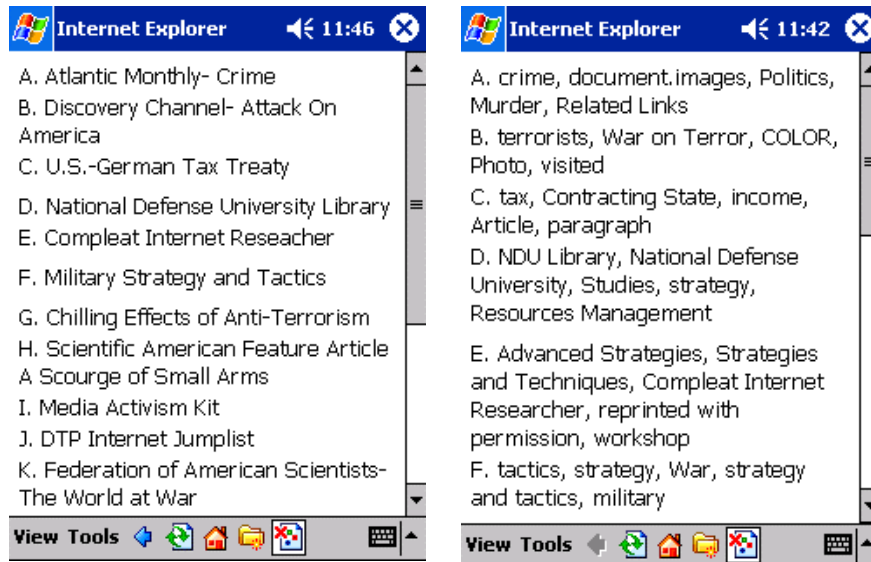 Internet Explorer 11:46
A. Atlantic Monthly- Crime
B. Discovery Channel- Attack On
America
C. U.S.-German Tax Treaty
D. National Defense University Library
E. Compleat Internet Reseacher
F. Military Strategy and Tactics
G. Chilling Effects of Anti-Terrorism
H. Scientific American Feature Article
A Scourge of Small Arms
I. Media Activism Kit
J. DTP Internet Jumplist
K. Federation of American Scientists-
The World at War
View Tools
Internet Explorer 11:42
A. crime, document.images, Politics,
Murder, Related Links
B. terrorists, War on Terror, COLOR,
Photo, visited
C. tax, Contracting State, income,
Article, paragraph
D. NDU Library, National Defense
University, Studies, strategy,
Resources Management
E. Advanced Strategies, Strategies
and Techniques, Compleat Internet
Researcher, reprinted with
permission, workshop
F. tactics, strategy, War, strategy
and tactics, military
View Tools